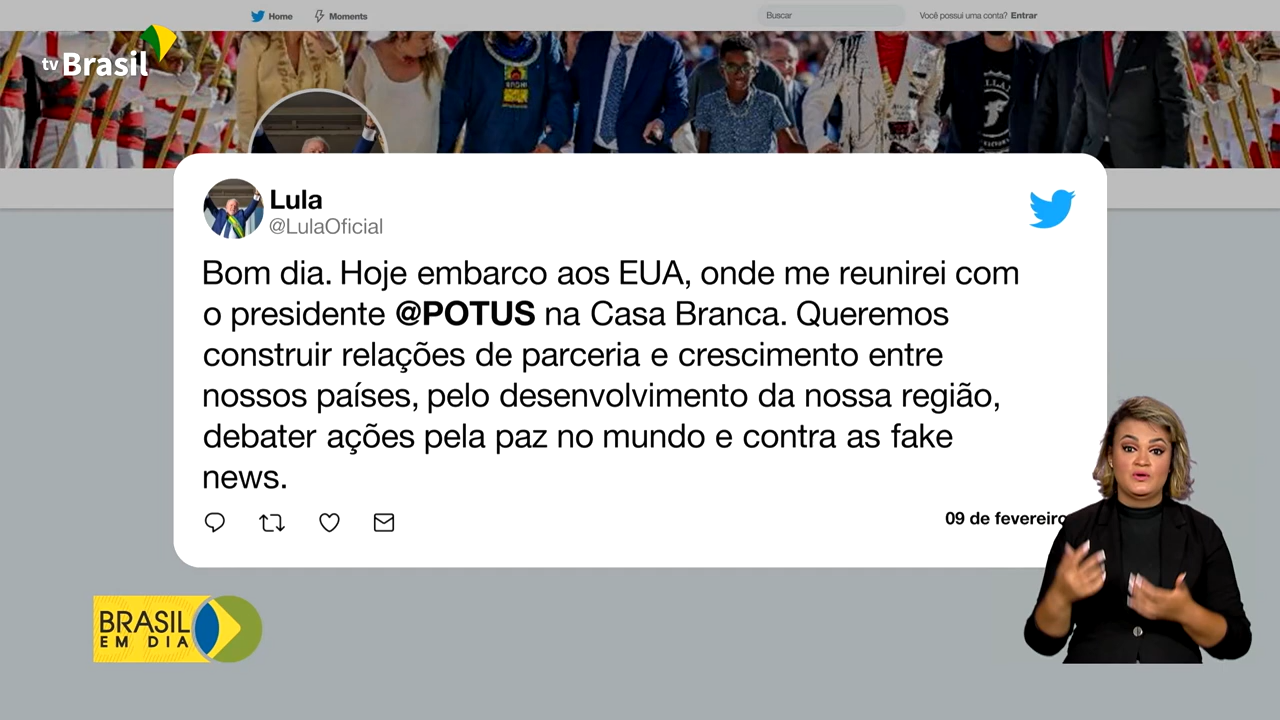 Home
Moments
Buscar
Você possui uma conta? Entrar
tv Brasil
Lula
@LulaOficial
Bom dia. Hoje embarco aos EUA, onde me reunirei com
o presidente @POTUS na Casa Branca. Queremos
construir relações de parceria e crescimento entre
nossos países, pelo desenvolvimento da nossa região,
debater ações pela paz no mundo e contra as fake
news.
09 de fevereiro
BRASIL
EM DIA